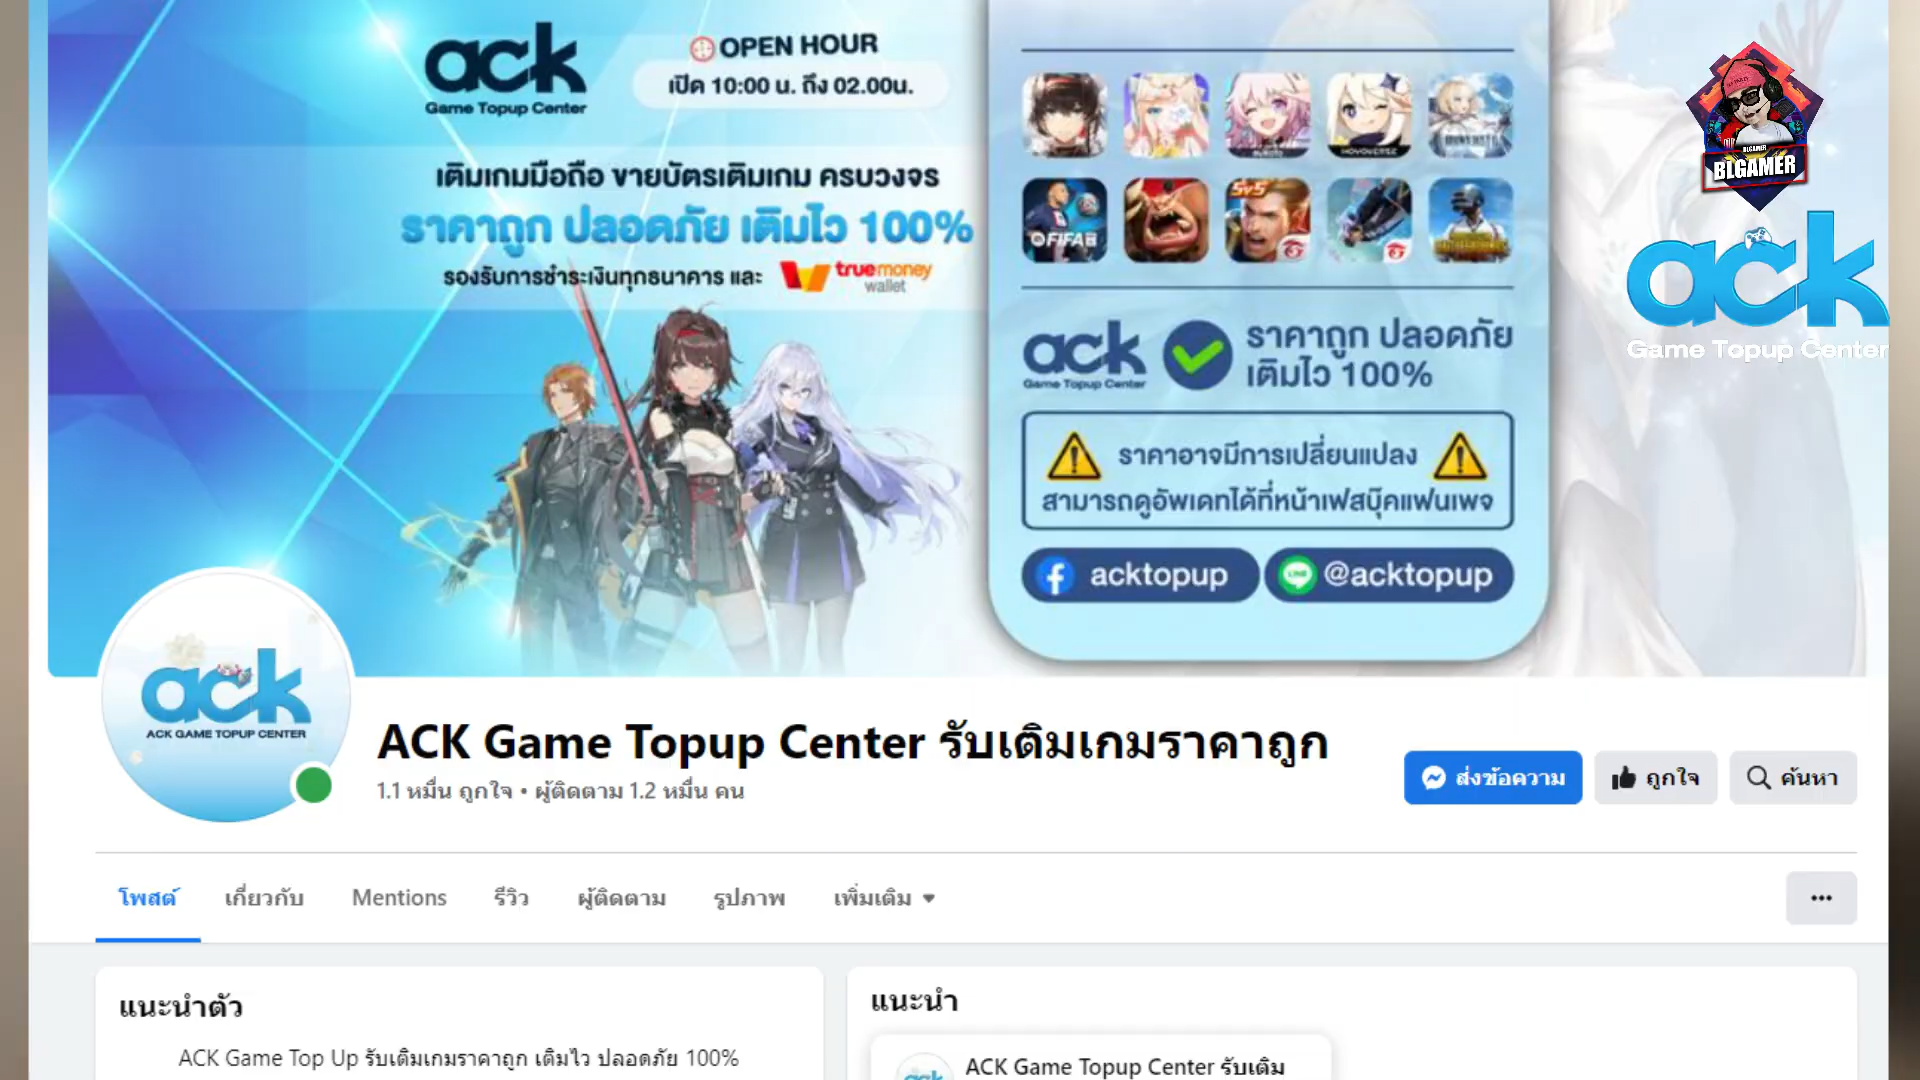 ack
Game Topup Center
OPEN HOUR
เปิด 10:00 น. ถึง 02.00น.
เติมเกมมือถือ ขายบัตรเติมเกม ครบวงจร
ราคาถูก ปลอดภัย เติมไว 100%
รองรับการชำระเงินทุกธนาคาร และ
truemoney
wallet
HOYOVERSE
FIFA
5v5
ack
Game Topup Center
ราคาถูก ปลอดภัย
เติมไว 100%
ราคาอาจมีการเปลี่ยนแปลง
สามารถดูอัพเดทได้ที่หน้าเฟสบุ๊คแฟนเพจ
acktopup
LINE
@acktopup
BLGAMER
BLGAMER
ack
Game Topup Center
ack
ACK GAME TOPUP CENTER
ACK Game Topup Center รับเติมเกมราคาถูก
1.1 หมื่น ถูกใจ • ผู้ติดตาม 1.2 หมื่น คน
ส่งข้อความ
ถูกใจ
ค้นหา
โพสต์
เกี่ยวกับ
Mentions
รีวิว
ผู้ติดตาม
รูปภาพ
เพิ่มเติม
แนะนำตัว
ACK Game Top Up รับเติมเกมราคาถูก เติมไว ปลอดภัย 100%
แนะนำ
ack
ACK Game Topup Center รับเติม